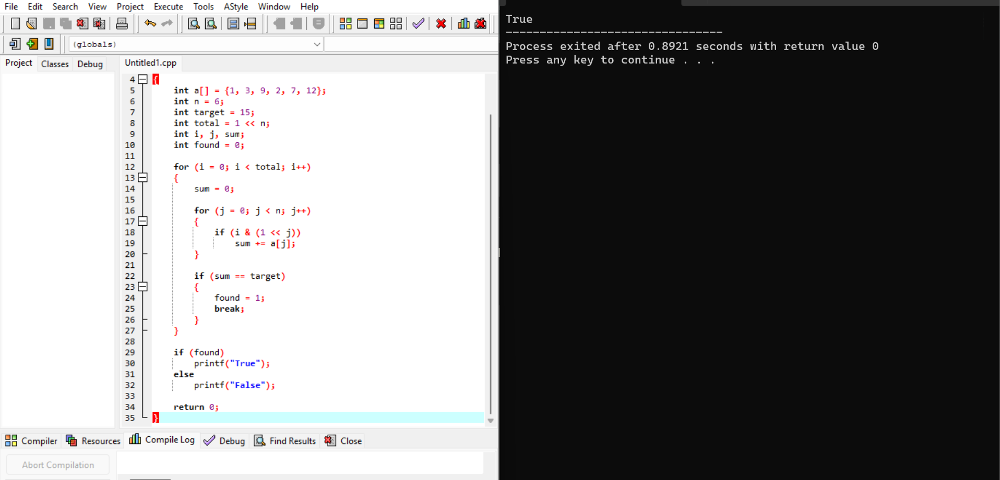 File Edit Search View Project Execute Tools AStyle Window Help
(globals)
Project Classes Debug
Untitled1.cpp
4 {
5 int a[] = {1, 3, 9, 2, 7, 12};
6 int n = 6;
7 int target = 15;
8 int total = 1 << n;
9 int i, j, sum;
10 int found = 0;
11
12 for (i = 0; i < total; i++)
13 {
14 sum = 0;
15
16 for (j = 0; j < n; j++)
17 {
18 if (i & (1 << j))
19 sum += a[j];
20 }
21
22 if (sum == target)
23 {
24 found = 1;
25 break;
26 }
27 }
28
29 if (found)
30 printf("True");
31 else
32 printf("False");
33
34 return 0;
35 }
Compiler Resources Compile Log Debug Find Results Close
Abort Compilation
True
--------------------------------
Process exited after 0.8921 seconds with return value 0
Press any key to continue . . .